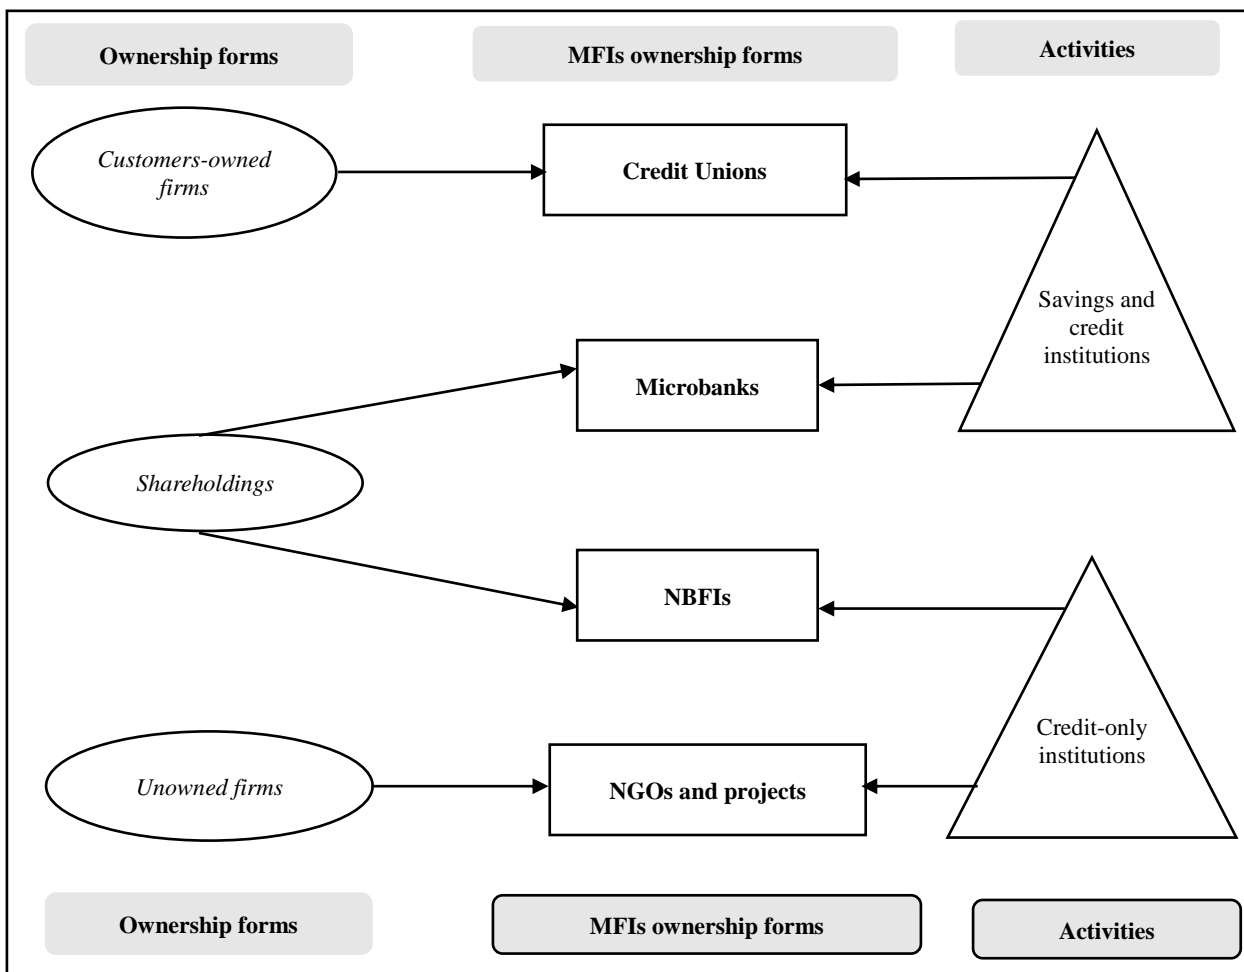 Ownership forms
MFIs ownership forms
Activities
Customers-owned
firms
Credit Unions
Savings and
credit
institutions
Microbanks
Shareholdings
NBFIs
Credit-only
institutions
Unowned firms
NGOs and projects
Ownership forms
MFIs ownership forms
Activities